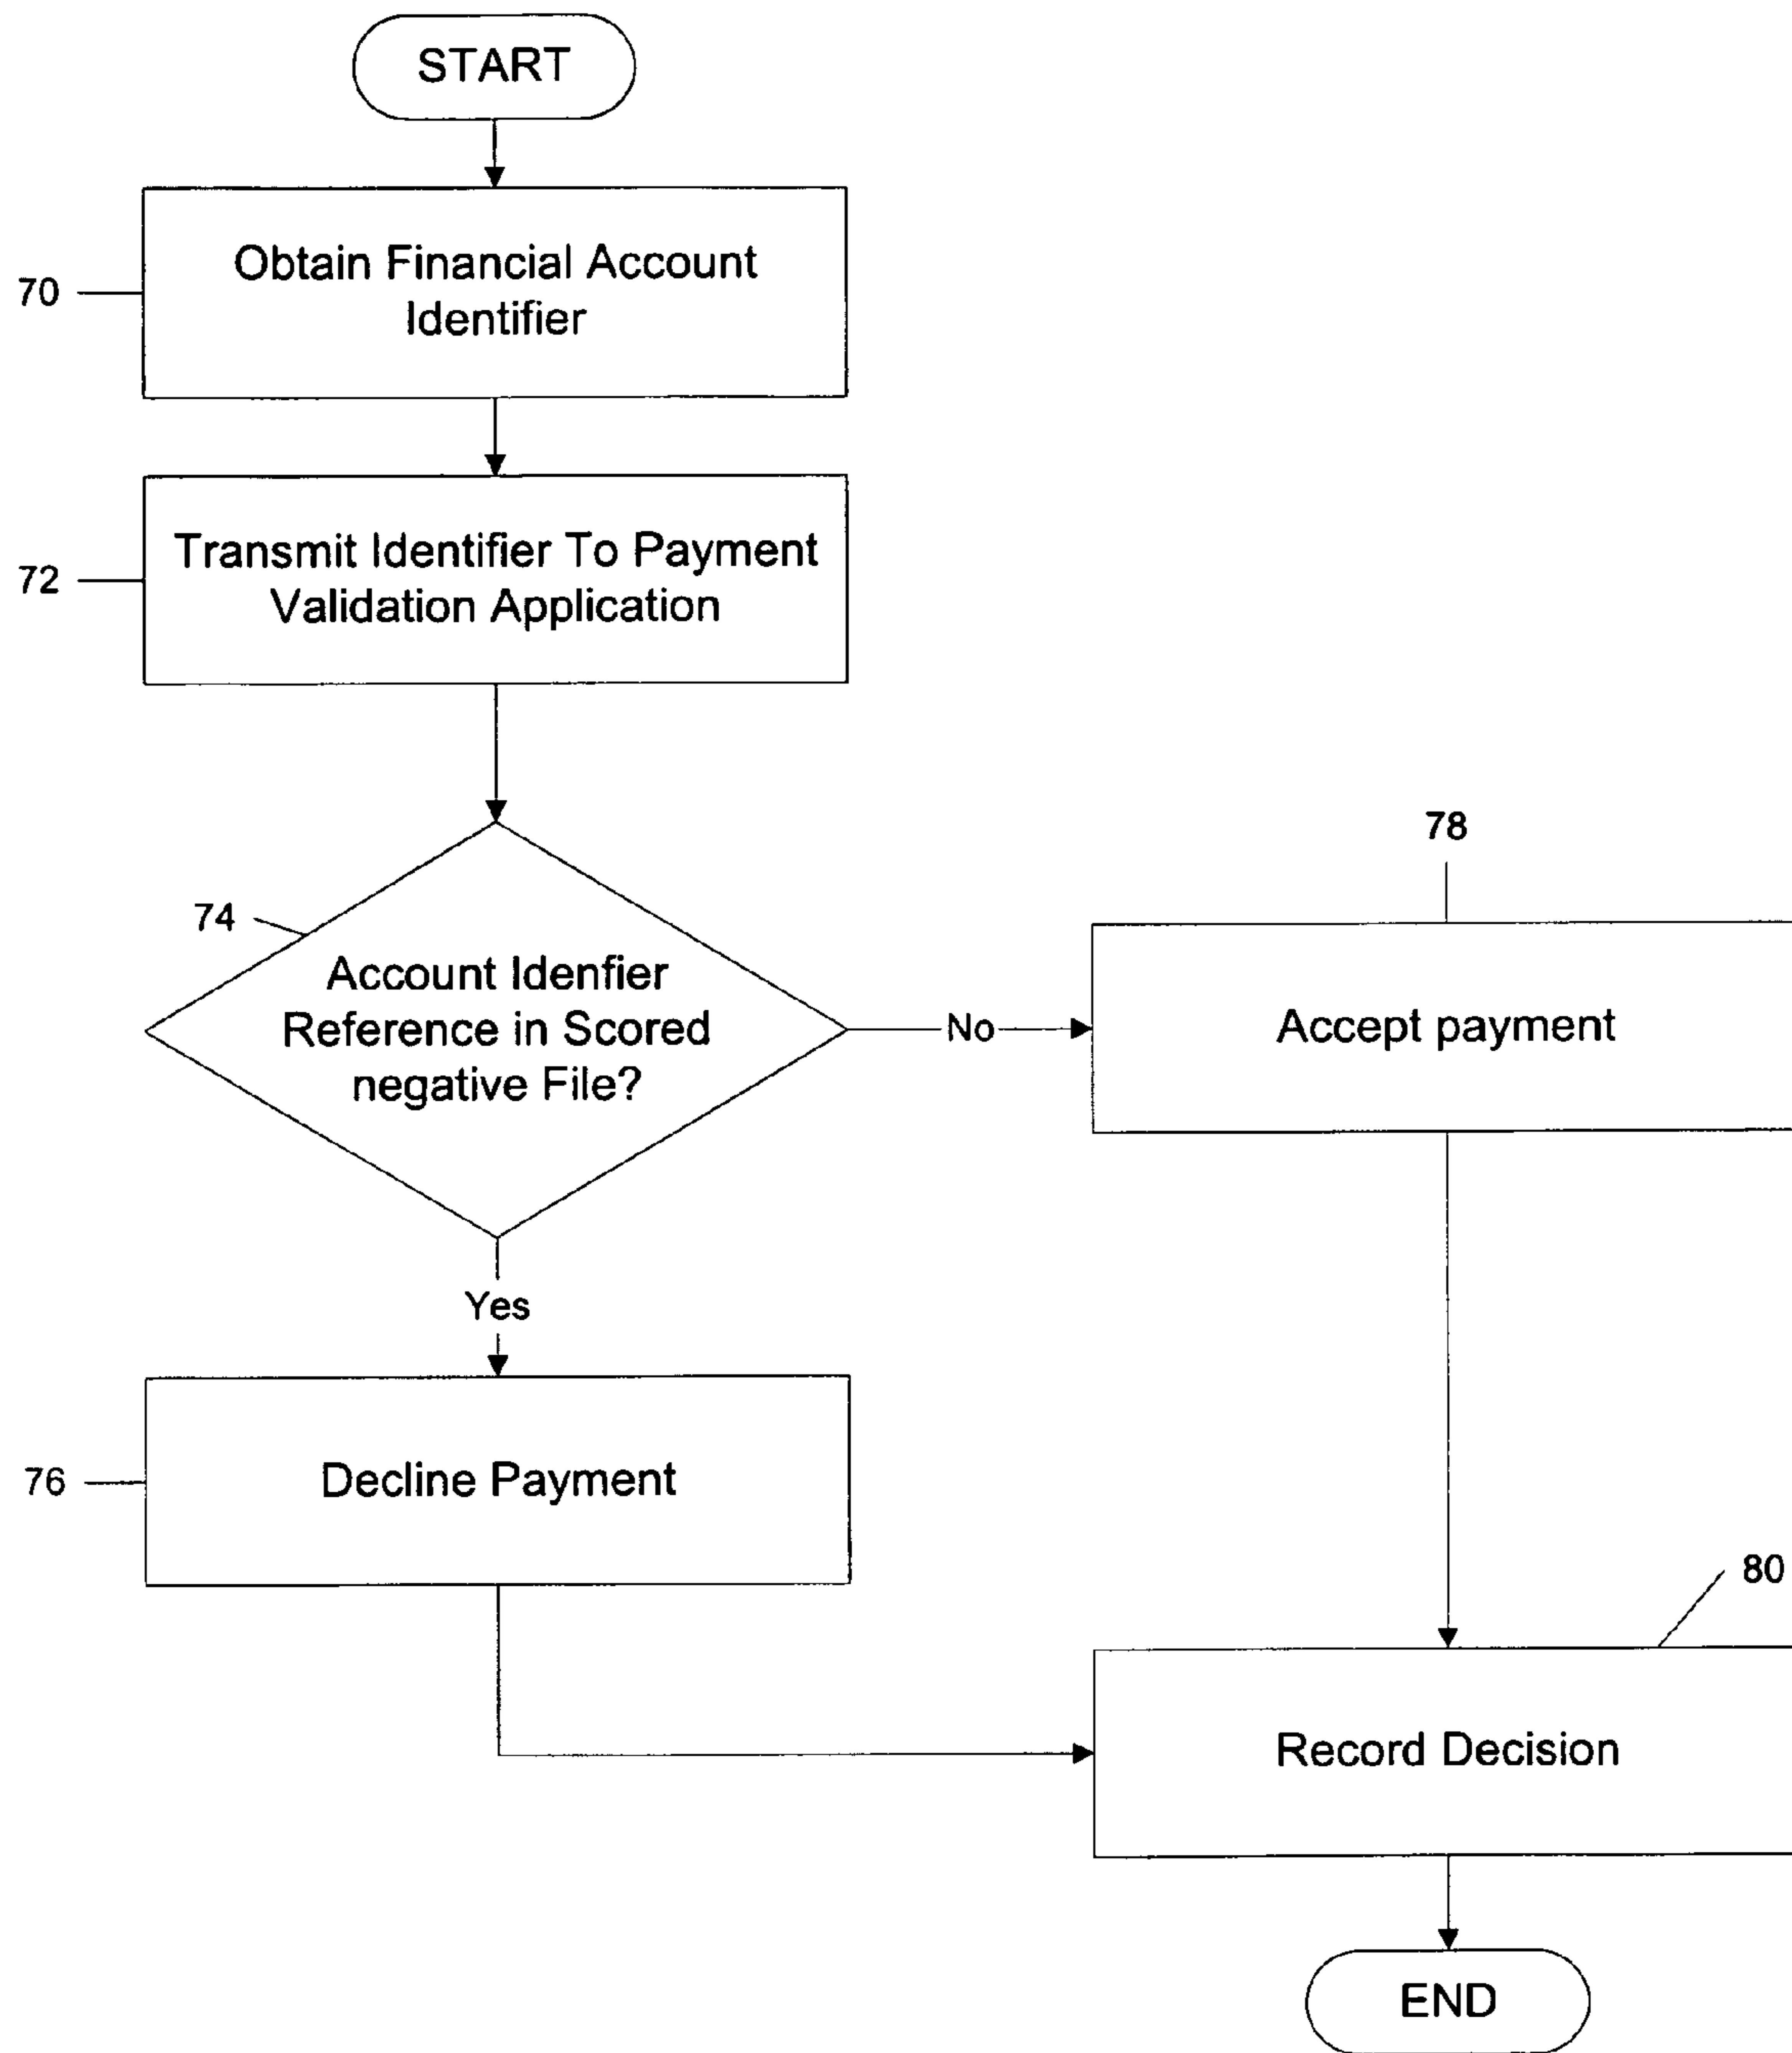 START
70
Obtain Financial Account
Identifier
72
Transmit Identifier To Payment
Validation Application
74
Account Idenfier
Reference in Scored
negative File?
No
78
Accept payment
Yes
76
Decline Payment
80
Record Decision
END